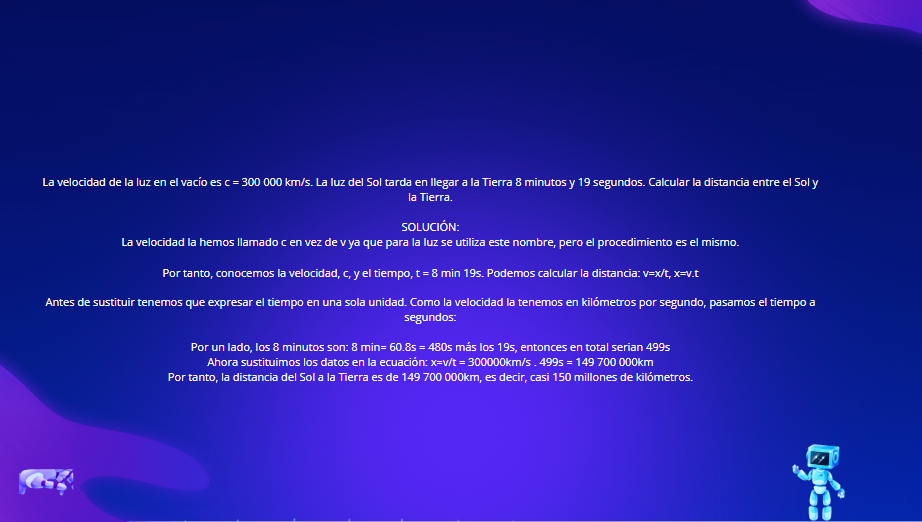 La velocidad de la luz en el vacío es c = 300 000 km/s. La luz del Sol tarda en llegar a la Tierra 8 minutos y 19 segundos. Calcular la distancia entre el Sol y
la Tierra.
SOLUCIÓN:
La velocidad la hemos llamado c en vez de v ya que para la luz se utiliza este nombre, pero el procedimiento es el mismo.
Por tanto, conocemos la velocidad, c, y el tiempo, t = 8 min 19s. Podemos calcular la distancia: v=x/t, x=v.t
Antes de sustituir tenemos que expresar el tiempo en una sola unidad. Como la velocidad la tenemos en kilómetros por segundo, pasamos el tiempo a
segundos:
Por un lado, los 8 minutos son: 8 min= 60.8s = 480s más los 19s, entonces en total serian 499s
Ahora sustituimos los datos en la ecuación: x=v/t = 300000km/s . 499s = 149 700 000km
Por tanto, la distancia del Sol a la Tierra es de 149 700 000km, es decir, casi 150 millones de kilómetros.